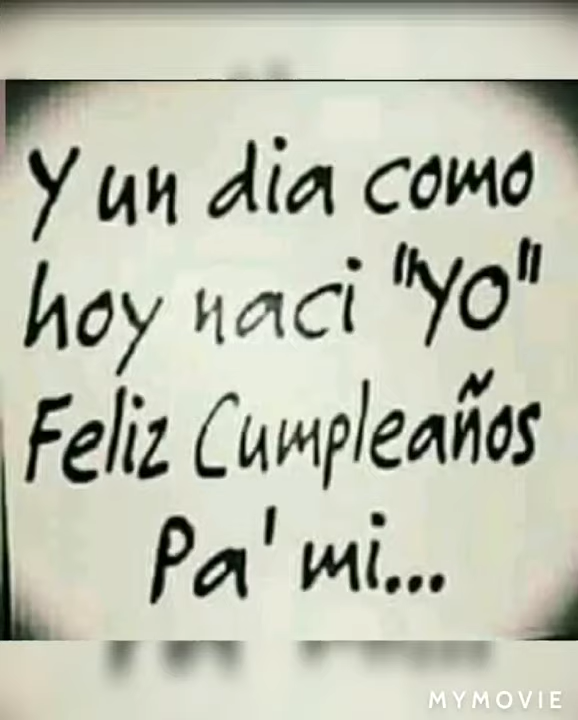 Y un dia como
hoy naci "YO"
Feliz Cumpleaños
Pa' mi...
MYMOVIE